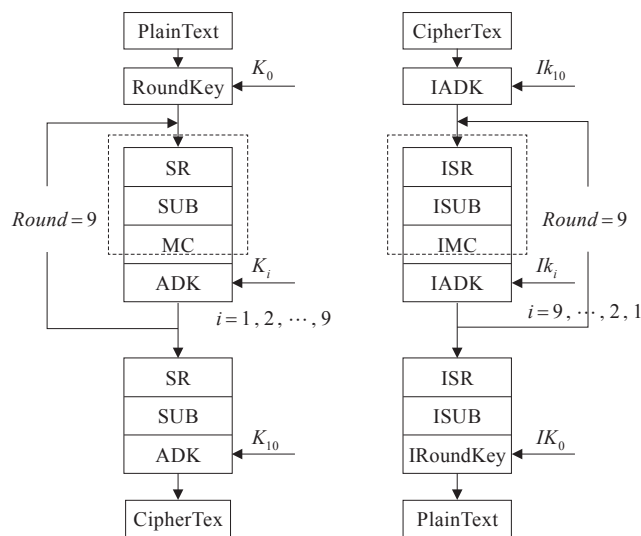 PlainText
RoundKey
K0
SR
SUB
MC
ADK
Ki
Round=9
i=1, 2, ⋯, 9
SR
SUB
ADK
K10
CipherTex
CipherTex
IADK
Ik10
ISR
ISUB
IMC
IADK
Iki
Round=9
i=9, ⋯, 2, 1
ISR
ISUB
IRoundKey
IK0
PlainText